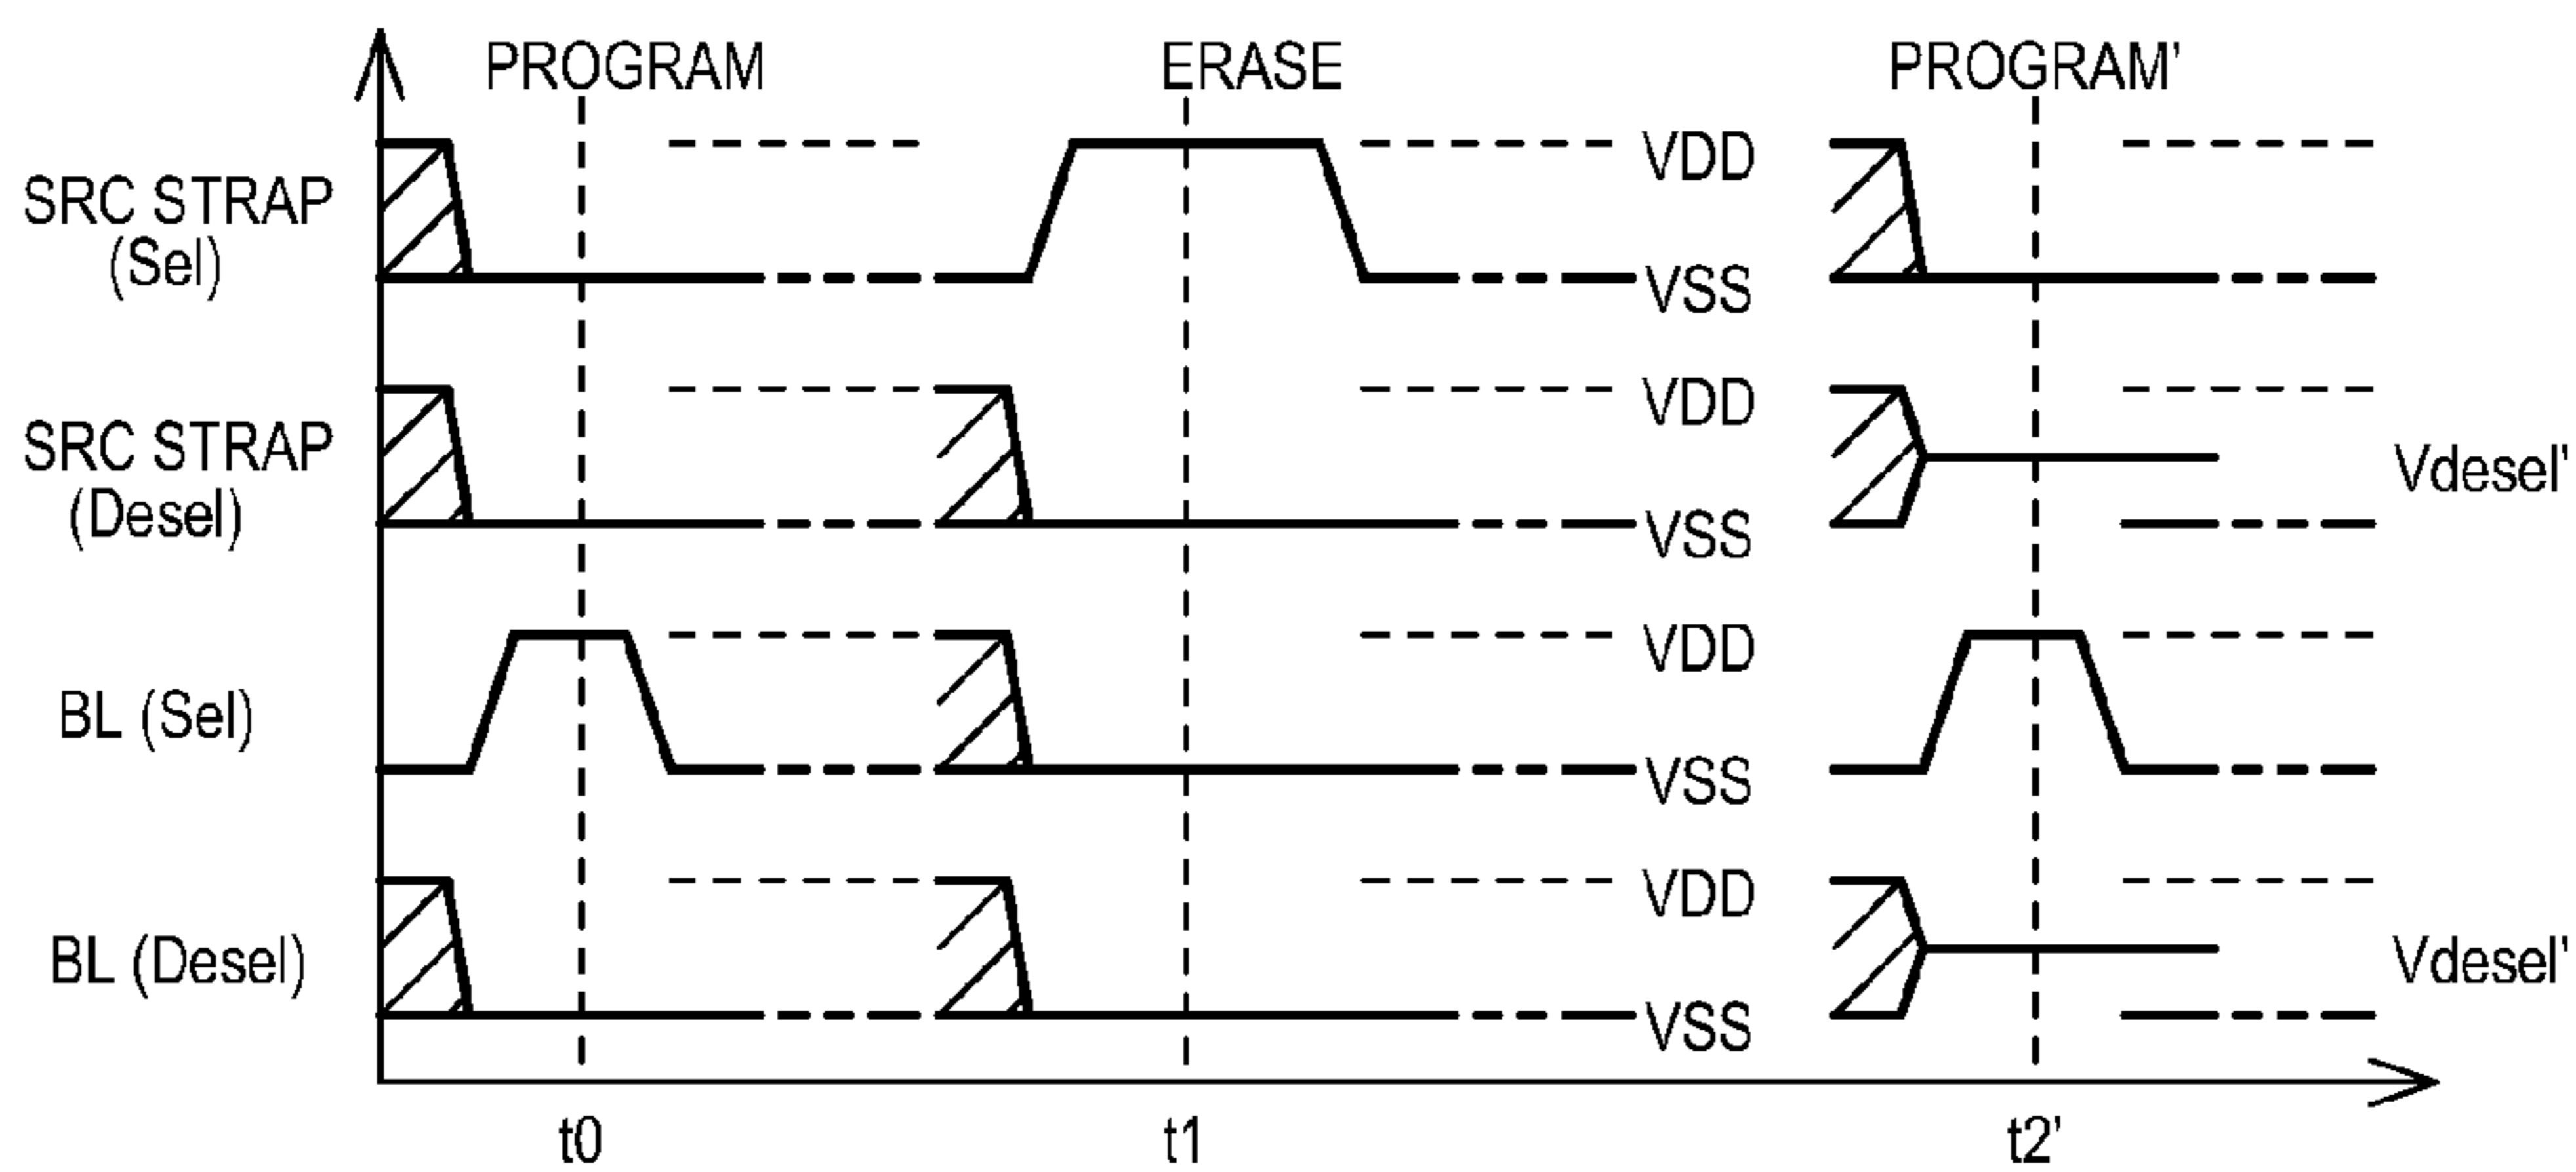 PROGRAM ERASE PROGRAM'
SRC STRAP
(Sel)
VDD
VSS
SRC STRAP
(Desel)
VDD
VSS
Vdesel'
BL (Sel)
VDD
VSS
BL (Desel)
VDD
VSS
Vdesel'
t0 t1 t2'